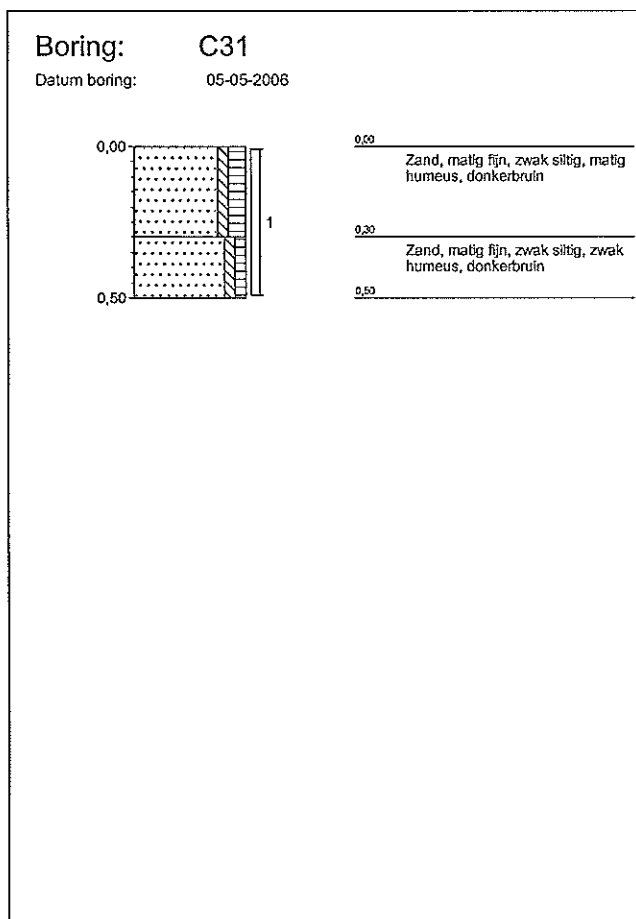 Boring: C31
Datum boring: 05-05-2006
0,00
0,00
Zand, matig fijn, zwak siltig, matig
humeus, donkerbruin
1
0,30
Zand, matig fijn, zwak siltig, zwak
humeus, donkerbruin
0,50
0,50